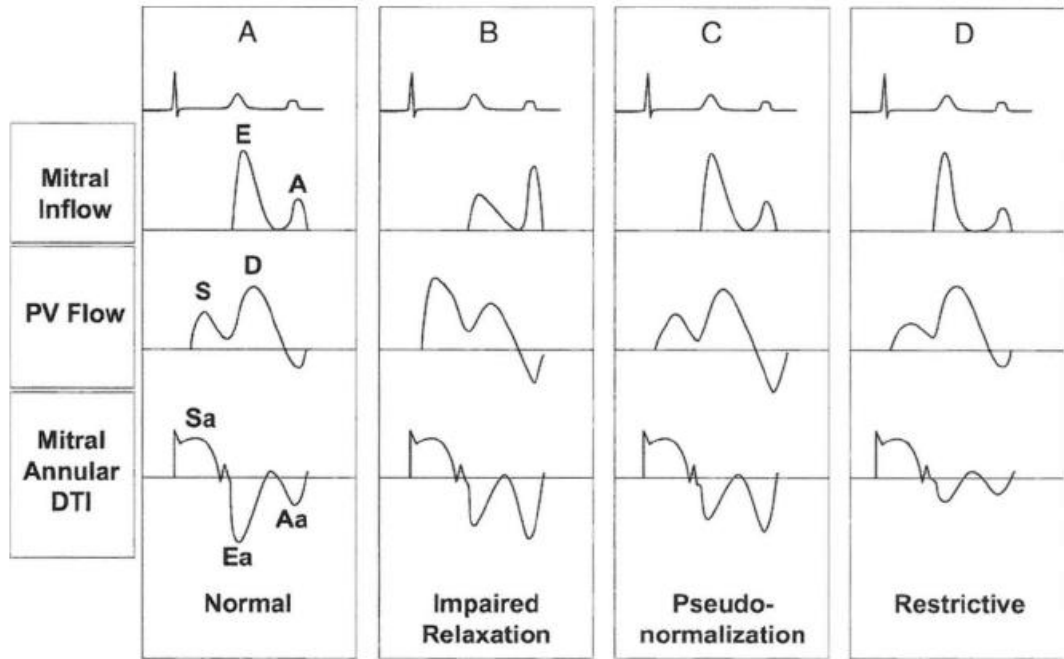 A
B
C
D
Mitral
Inflow
E
A
PV Flow
S
D
Mitral
Annular
DTI
Sa
Ea
Aa
Normal
Impaired
Relaxation
Pseudo-
normalization
Restrictive